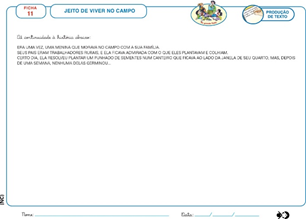 FICHA
11
JEITO DE VIVER NO CAMPO
PRODUÇÃO
DE TEXTO
Dê continuidade à história abaixo:
ERA UMA VEZ, UMA MENINA QUE MORAVA NO CAMPO COM A SUA FAMÍLIA.
SEUS PAIS ERAM TRABALHADORES RURAIS, E ELA FICAVA ADMIRADA COM O QUE ELES PLANTAVAM E COLHIAM.
CERTO DIA, ELA RESOLVEU PLANTAR UM PUNHADO DE SEMENTES NUM CANTEIRO QUE FICAVA AO LADO DA JANELA DE SEU QUARTO, MAS, DEPOIS
DE UMA SEMANA, NENHUMA DELAS GERMINOU...
Nome:
Data: / /